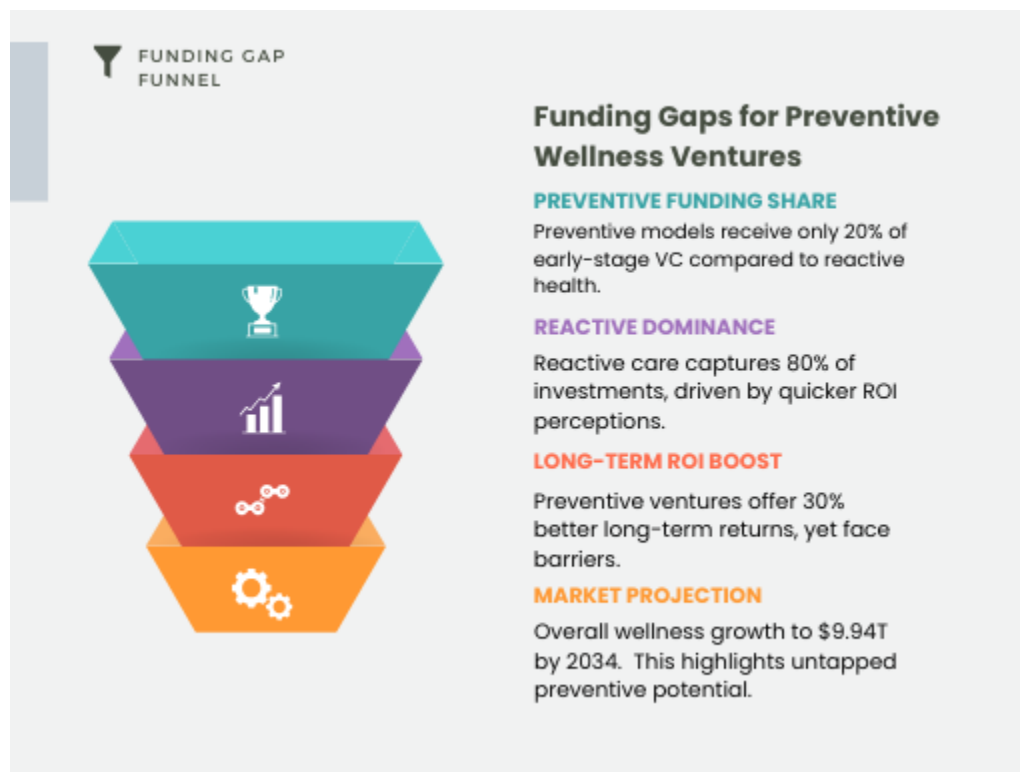 FUNDING GAP
FUNNEL
Funding Gaps for Preventive
Wellness Ventures
PREVENTIVE FUNDING SHARE
Preventive models receive only 20% of
early-stage VC compared to reactive
health.
REACTIVE DOMINANCE
Reactive care captures 80% of
investments, driven by quicker ROI
perceptions.
LONG-TERM ROI BOOST
Preventive ventures offer 30%
better long-term returns, yet face
barriers.
MARKET PROJECTION
Overall wellness growth to $9.94T
by 2034.  This highlights untapped
preventive potential.